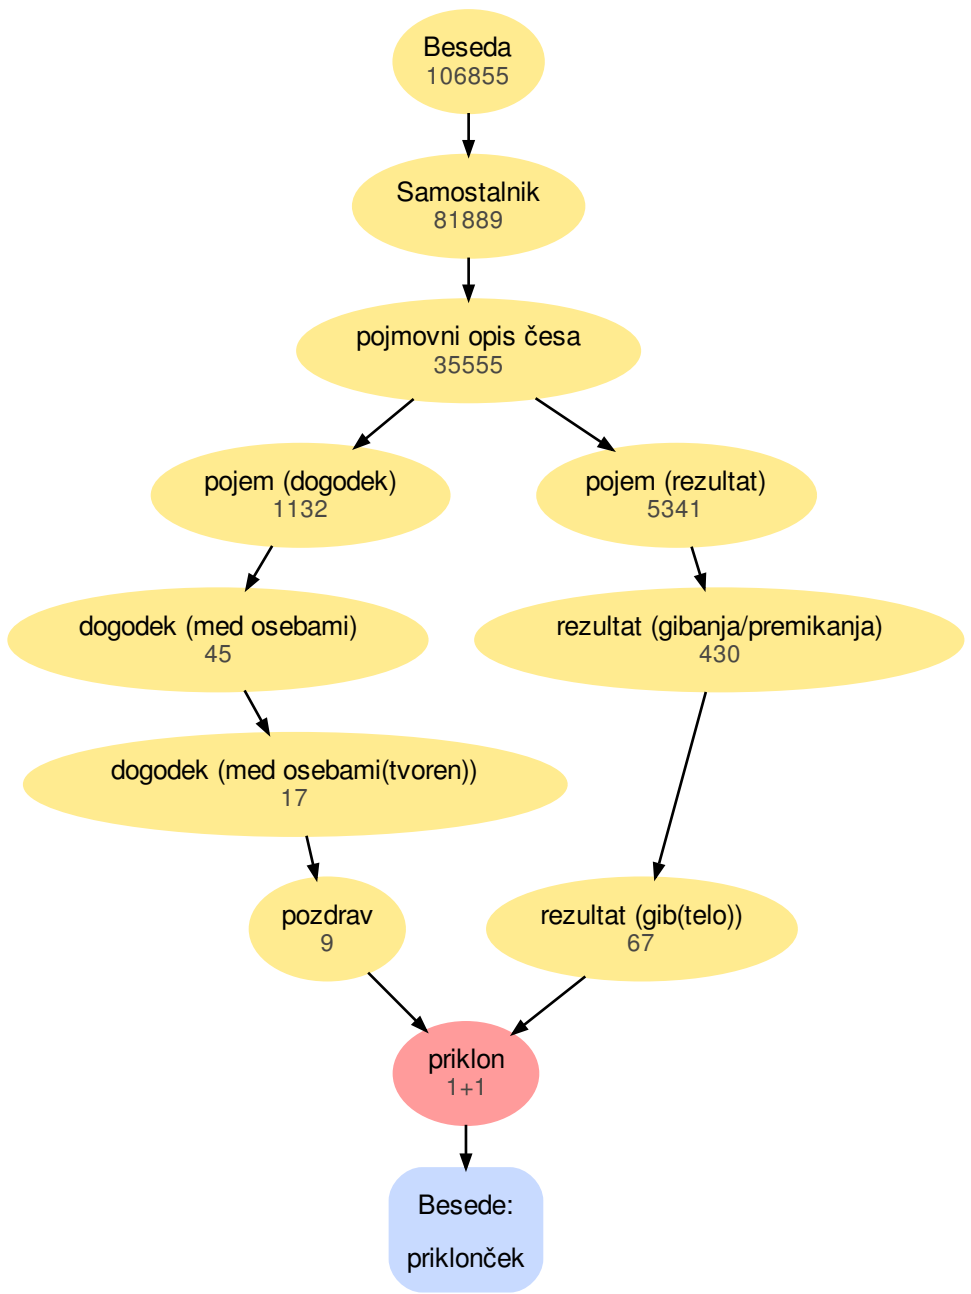 Beseda
106855
Samostalnik
81889
pojmovni opis česa
35555
pojem (dogodek)
1132
pojem (rezultat)
5341
dogodek (med osebami)
45
rezultat (gibanja/premikanja)
430
dogodek (med osebami(tvoren))
17
pozdrav
9
rezultat (gib(telo))
67
priklon
1+1
Besede:
priklonček